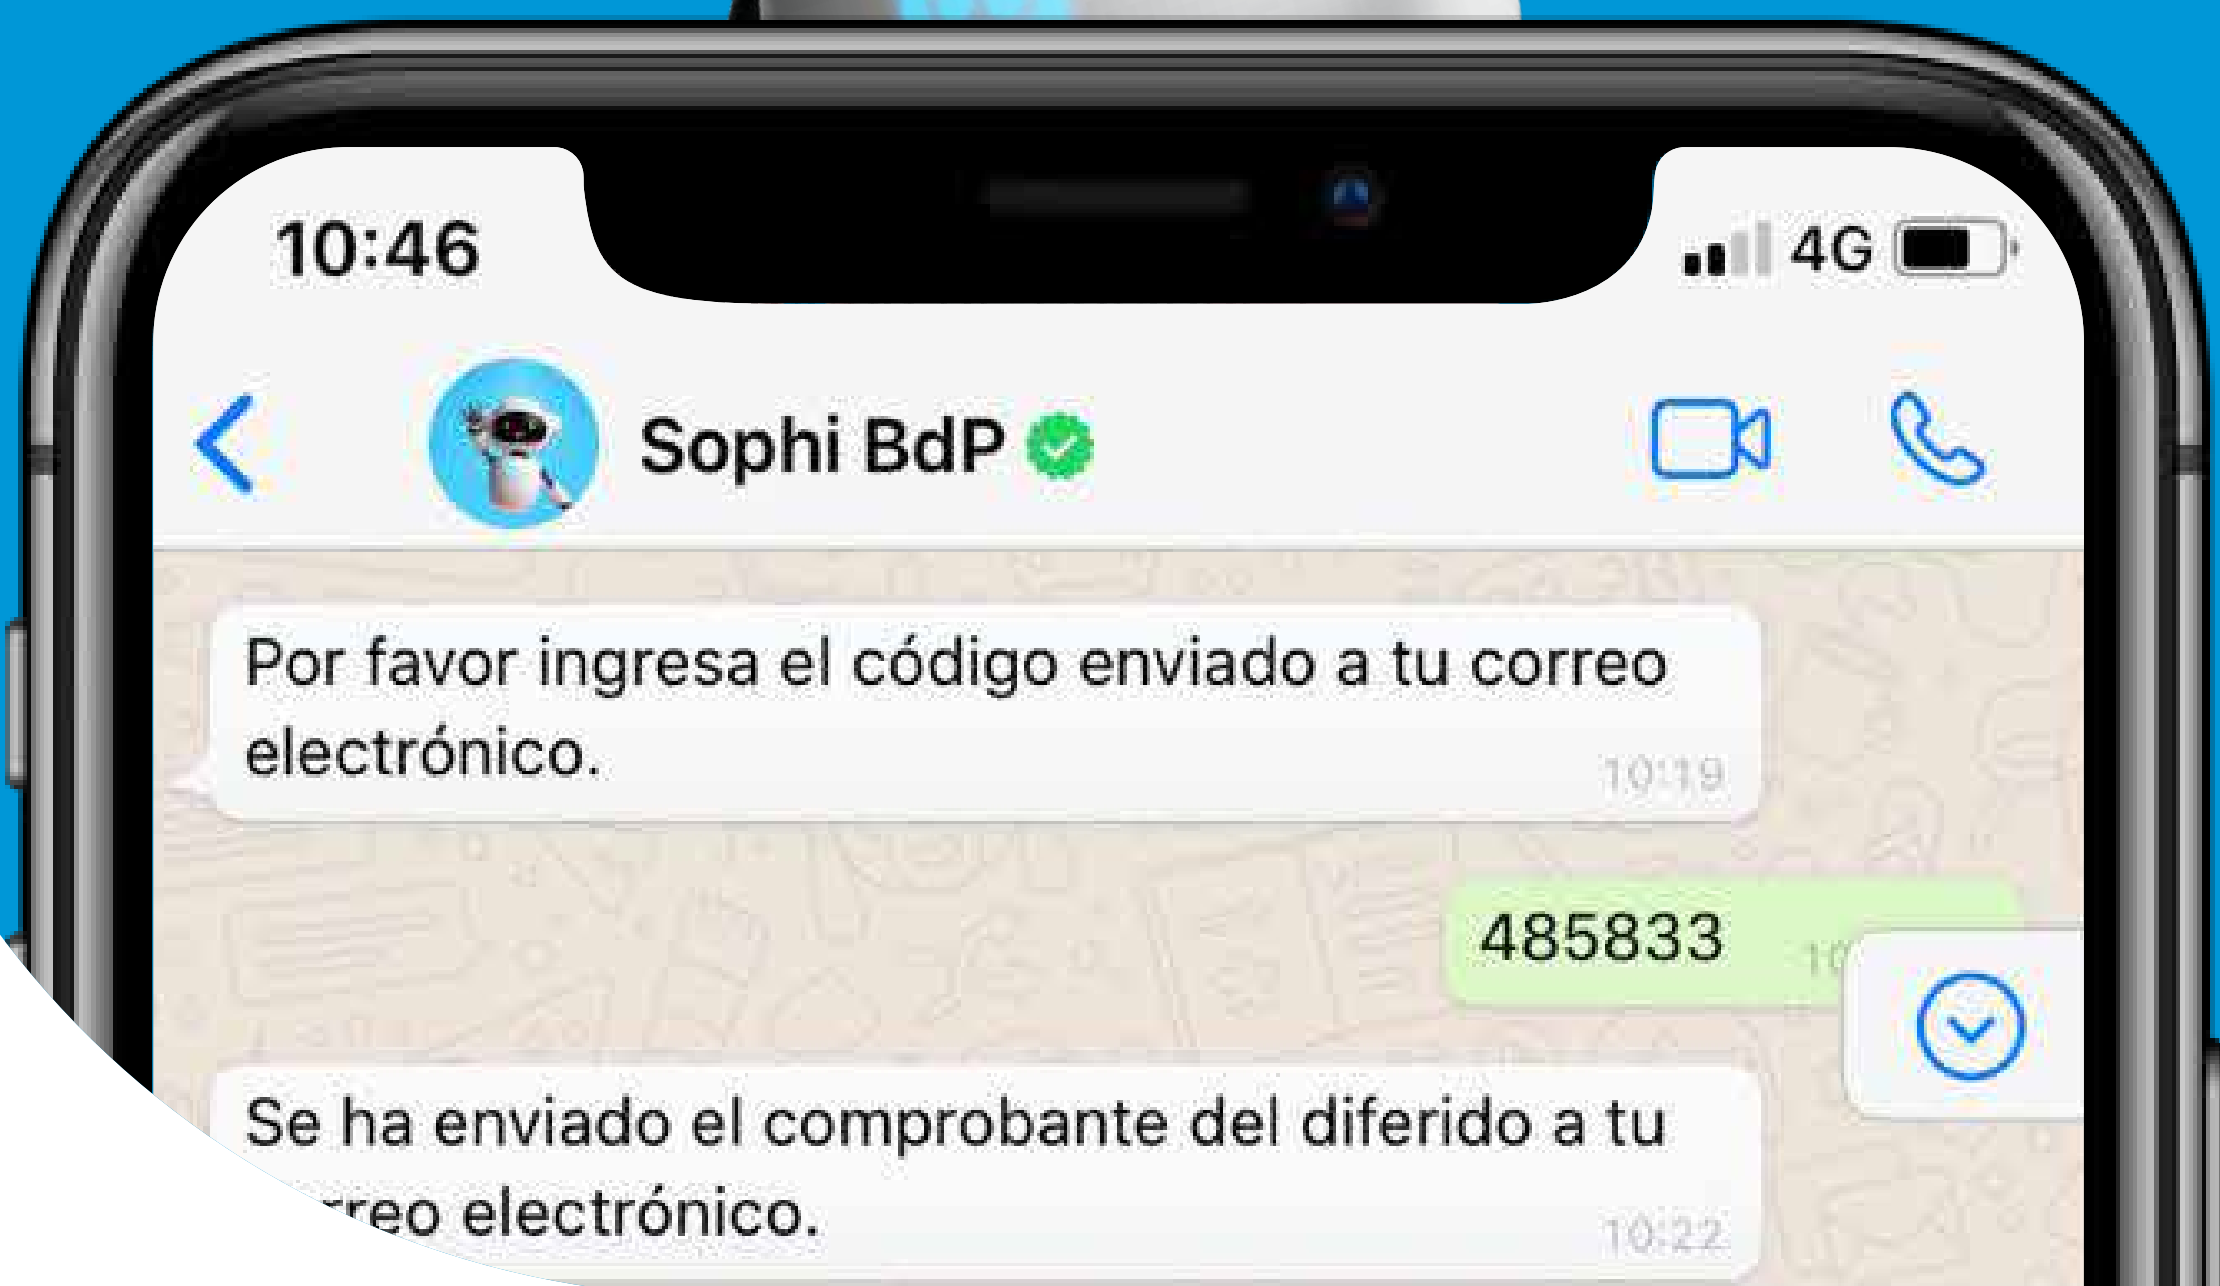 10:46
4G
Sophi BdP
Por favor ingresa el código enviado a tu correo
electrónico.
10:19
485833
Se ha enviado el comprobante del diferido a tu
electrónico.
10:22